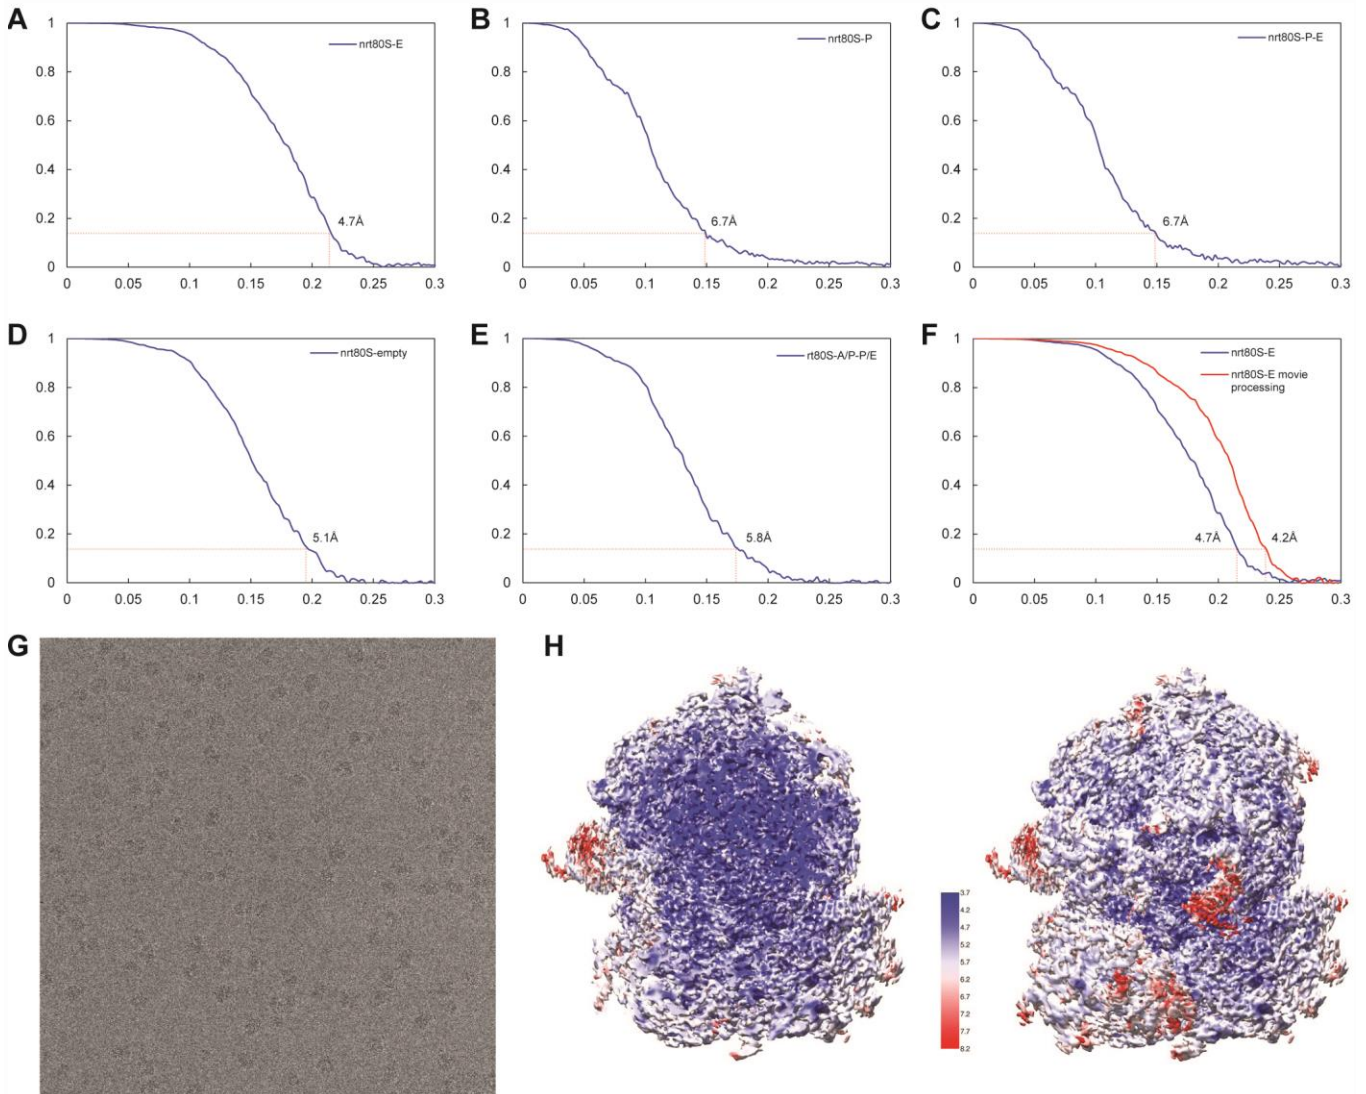 A
B
C
1
nrt80S-E
0.8
0.6
0.4
0.2
4.7Å
0
0 0.05 0.1 0.15 0.2 0.25 0.3
1
nrt80S-P
0.8
0.6
0.4
0.2
6.7Å
0
0 0.05 0.1 0.15 0.2 0.25 0.3
1
nrt80S-P-E
0.8
0.6
0.4
0.2
6.7Å
0
0 0.05 0.1 0.15 0.2 0.25 0.3
D
E
F
1
nrt80S-empty
0.8
0.6
0.4
0.2
5.1Å
0
0 0.05 0.1 0.15 0.2 0.25 0.3
1
rt80S-A/P-P/E
0.8
0.6
0.4
0.2
5.8Å
0
0 0.05 0.1 0.15 0.2 0.25 0.3
1
nrt80S-E
nrt80S-E movie
processing
0.8
0.6
0.4
0.2
4.7Å 4.2Å
0
0 0.05 0.1 0.15 0.2 0.25 0.3
G
H
3.7
4.2
4.7
5.2
5.7
6.2
6.7
7.2
7.7
8.2